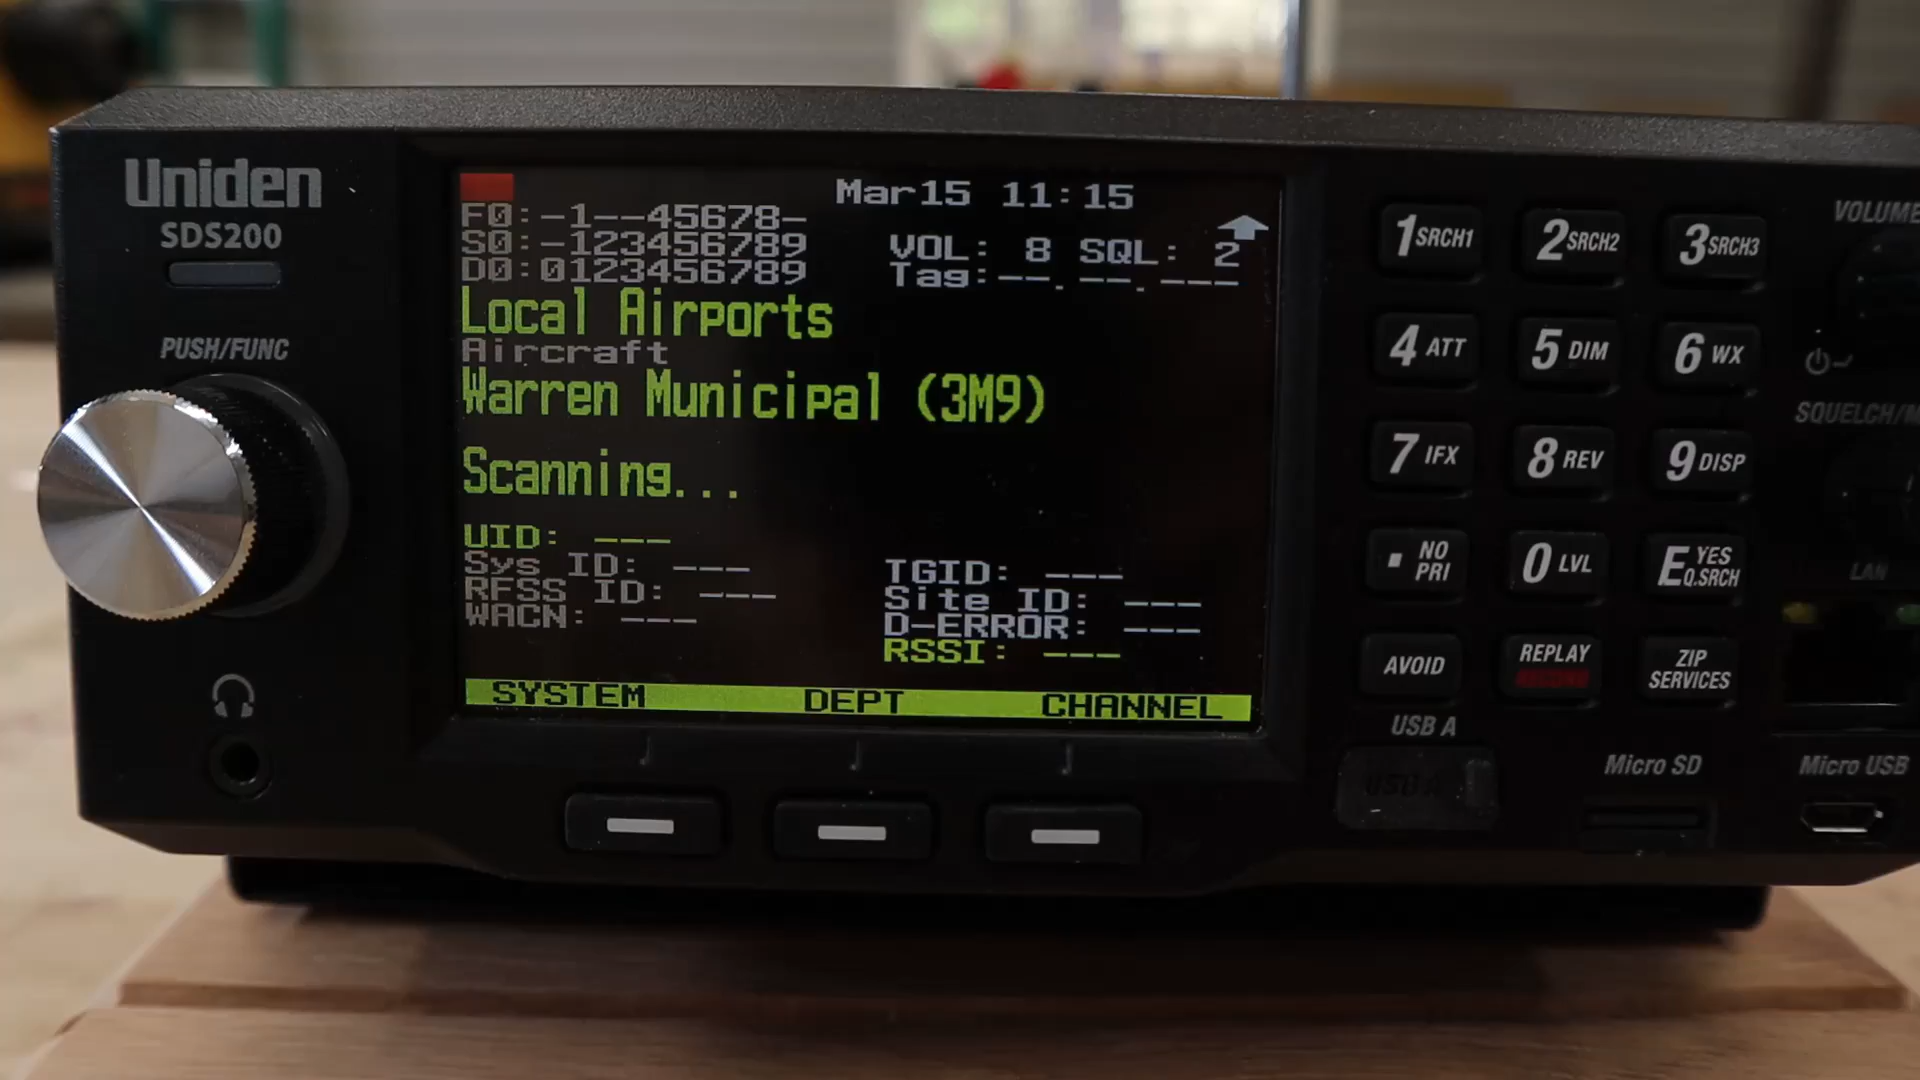 Uniden
SDS200
PUSH/FUNC
Mar15 11:15
F0:-1--45678-
S0:-123456789
D0:0123456789
VOL: 8 SQL: 2
Tag:--.--.---
Local Airports
Aircraft
Warren Municipal (3M9)
Scanning...
UID: ---
Sys ID: ---
RFSS ID: ---
WACN: ---
TGID: ---
Site ID: ---
D-ERROR: ---
RSSI: ---
SYSTEM DEPT CHANNEL
1 SRCH1 2 SRCH2 3 SRCH3
4 ATT 5 DIM 6 WX
7 IFX 8 REV 9 DISP
. NO PRI 0 LVL E YES Q.SRCH
AVOID REPLAY RECORD ZIP SERVICES
USB A
USB A
Micro SD
Micro USB
VOLUME
SQUELCH/M
LAN